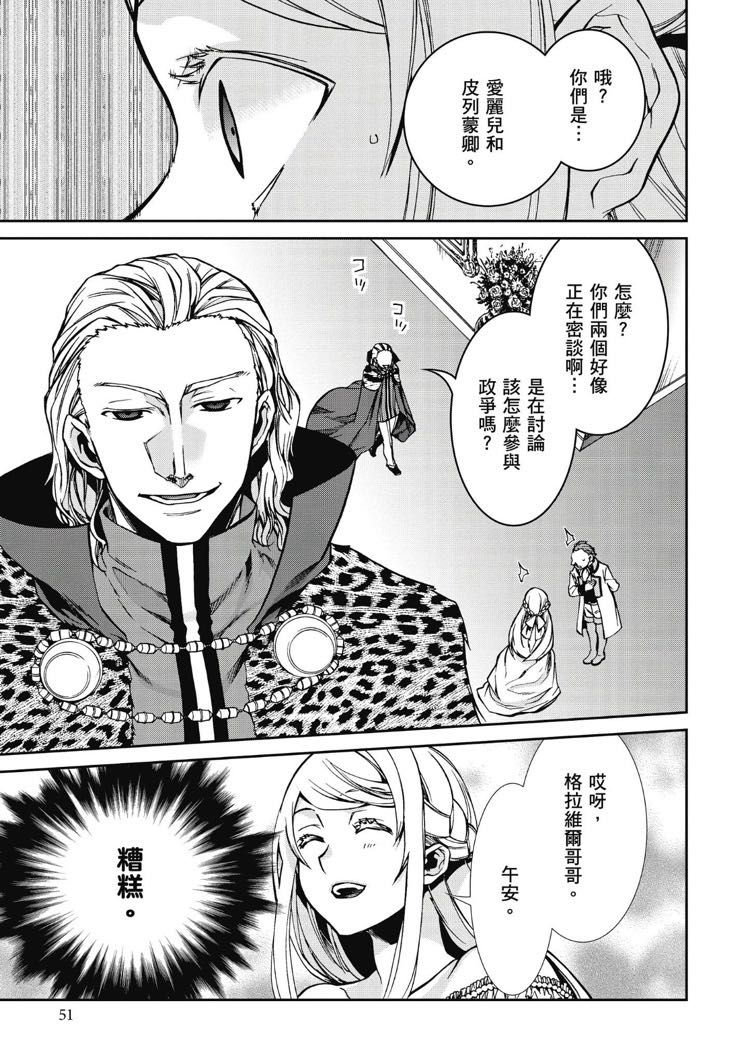 哦？
你們是…
愛麗兒和
皮列蒙卿。
怎麼？
你們兩個好像
正在密談啊…
是在討論
該怎麼參與
政爭嗎？
コツ
コツ
哎呀，
格拉維爾哥哥。
午安。
糟糕。
51